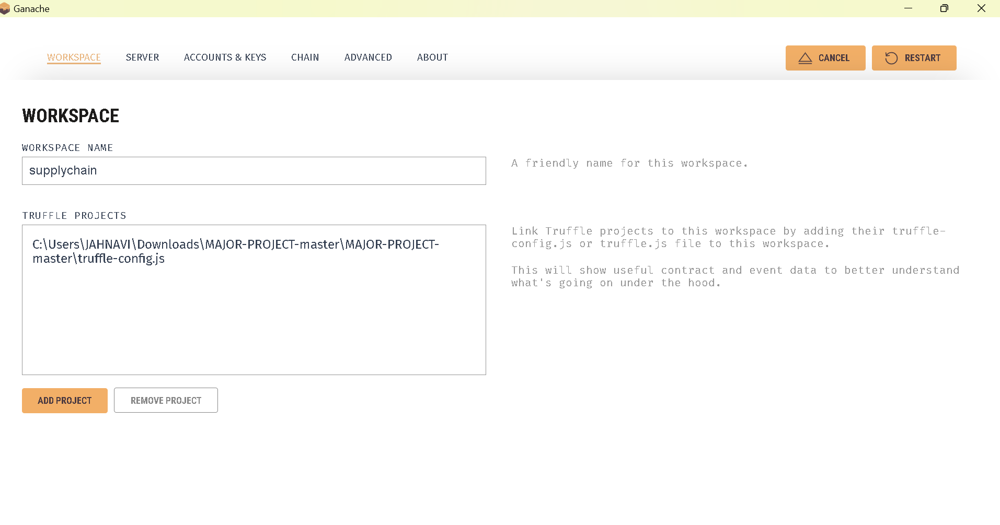 Ganache
WORKSPACE SERVER ACCOUNTS & KEYS CHAIN ADVANCED ABOUT CANCEL RESTART
WORKSPACE
WORKSPACE NAME
supplychain
A friendly name for this workspace.
TRUFFLE PROJECTS
C:\Users\JAHNAVI\Downloads\MAJOR-PROJECT-master\MAJOR-PROJECT-
master\truffle-config.js
Link Truffle projects to this workspace by adding their truffle-
config.js or truffle.js file to this workspace.
This will show useful contract and event data to better understand
what's going on under the hood.
ADD PROJECT REMOVE PROJECT